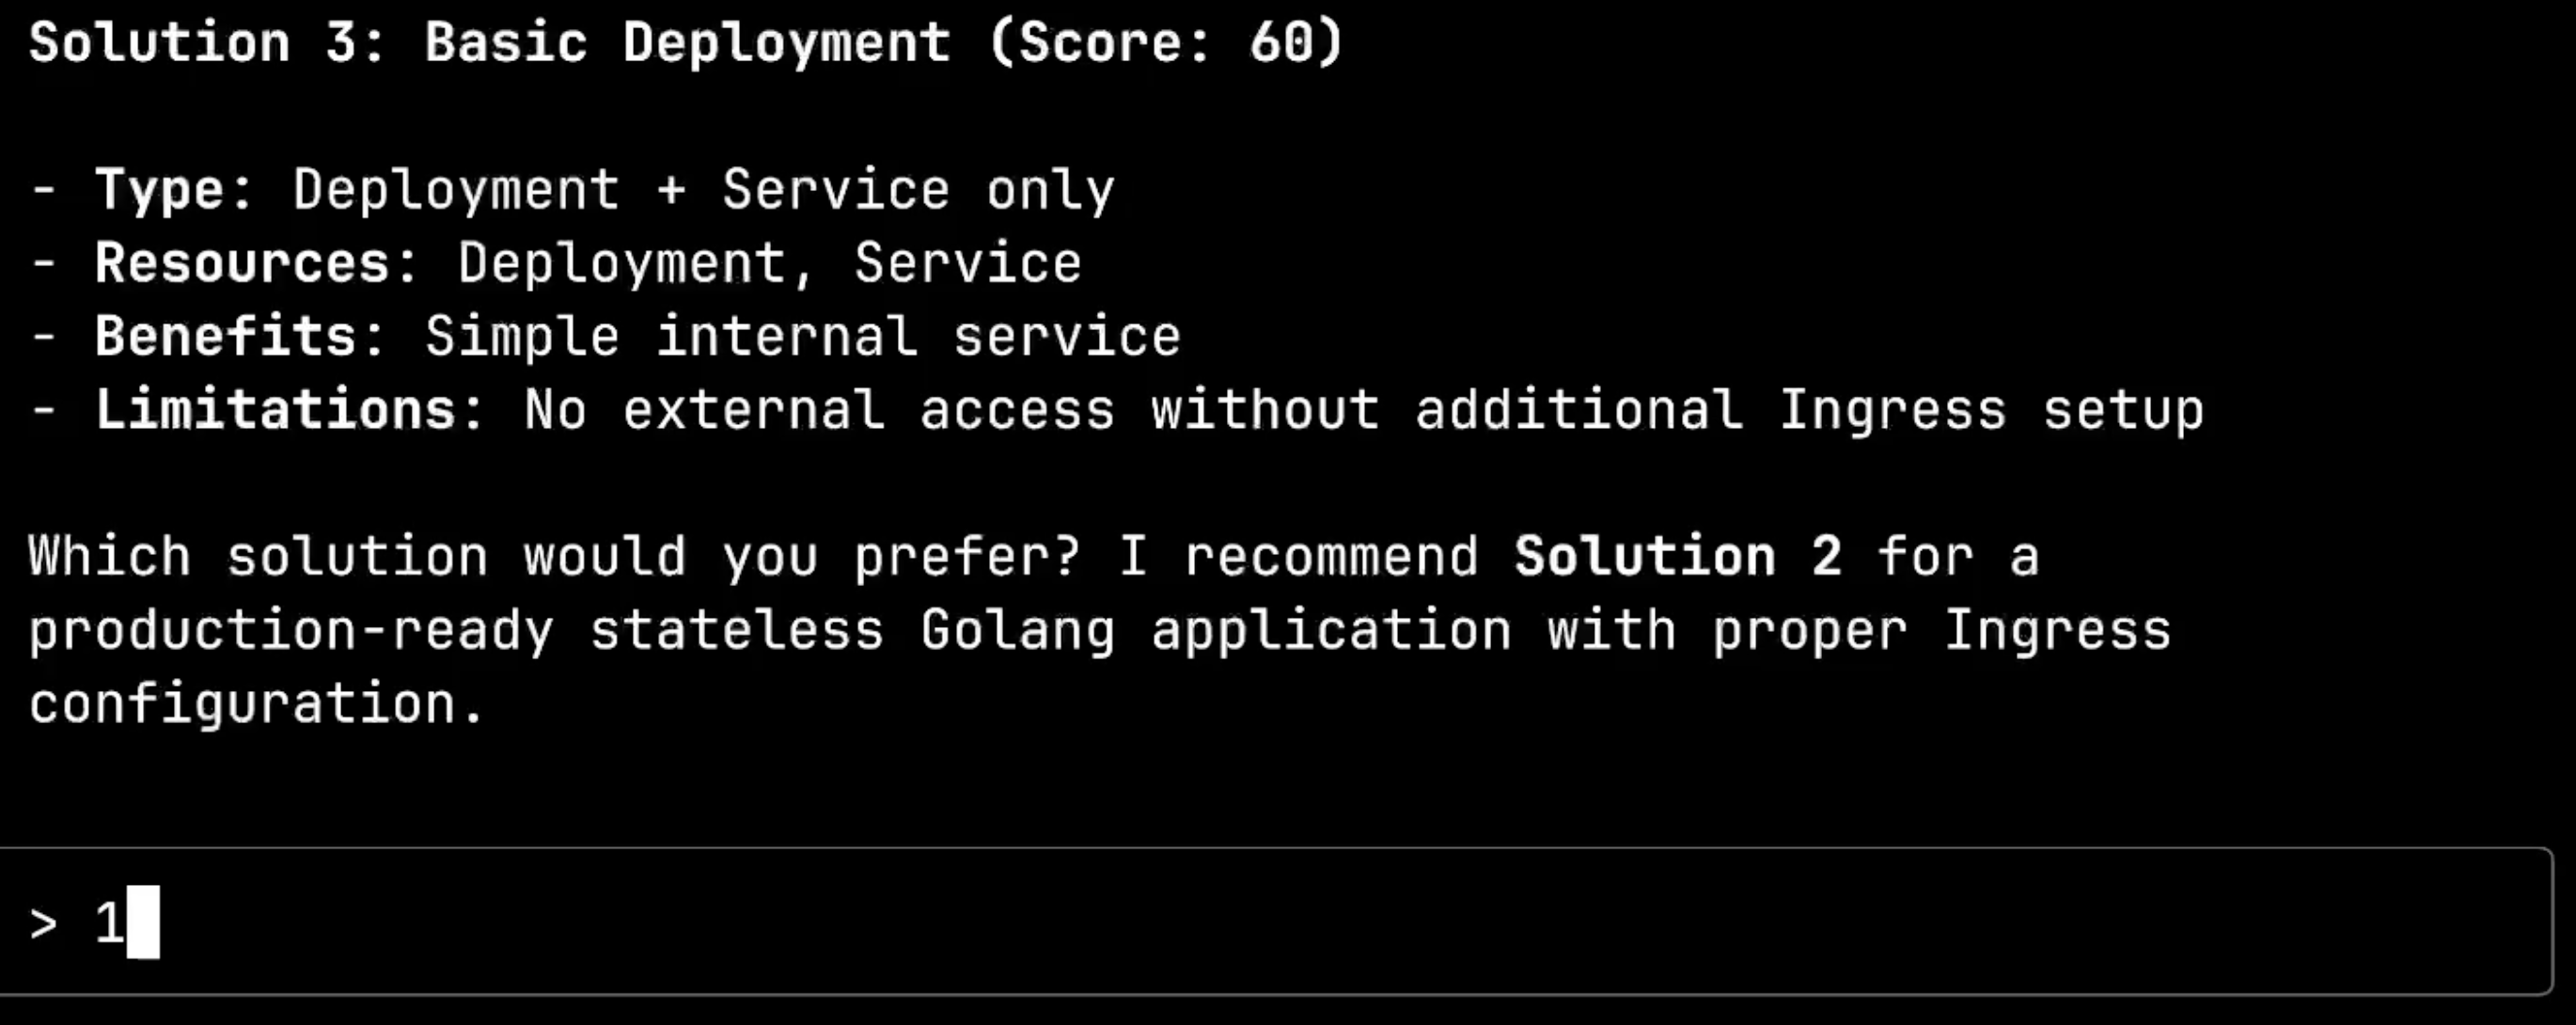 Solution 3: Basic Deployment (Score: 60)
- Type: Deployment + Service only
- Resources: Deployment, Service
- Benefits: Simple internal service
- Limitations: No external access without additional Ingress setup
Which solution would you prefer? I recommend Solution 2 for a
production-ready stateless Golang application with proper Ingress
configuration.
> 1